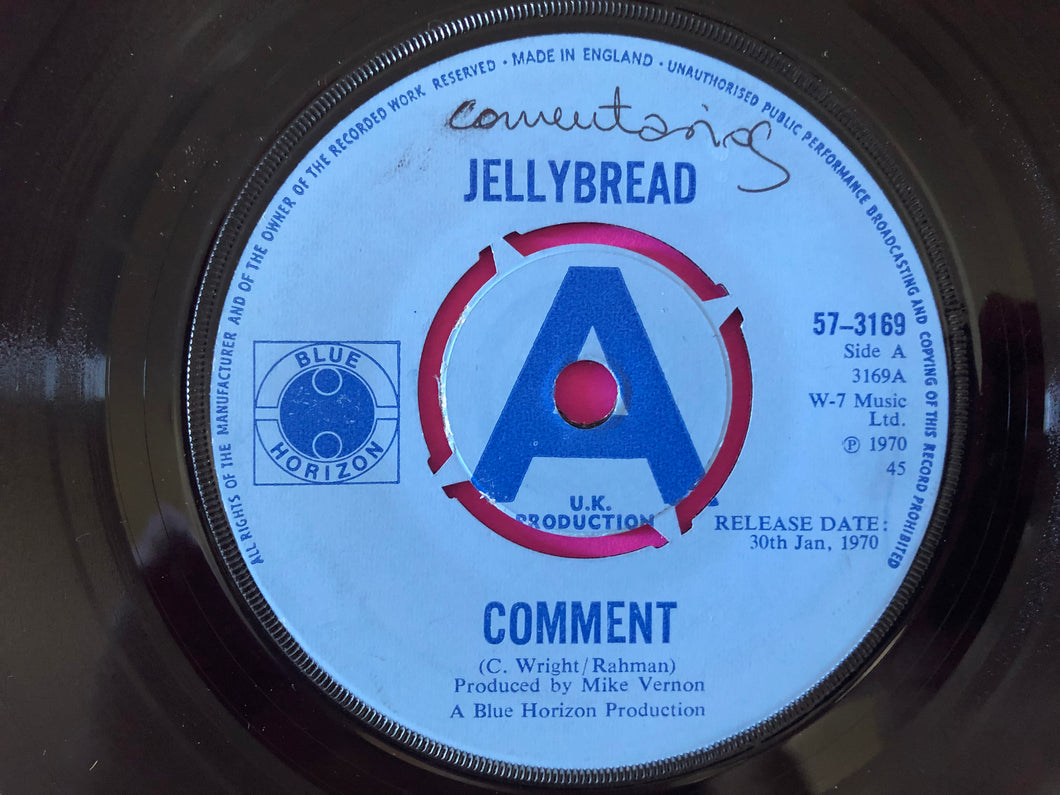 ALL RIGHTS OF THE MANUFACTURER AND OF THE OWNER OF THE RECORDED WORK RESERVED · MADE IN ENGLAND · UNAUTHORISED PUBLIC PERFORMANCE BROADCASTING AND COPYING OF THIS RECORD PROHIBITED
JELLYBREAD
A
57–3169
Side A
3169A
W-7 Music
Ltd.
℗ 1970
45
BLUE
HORIZON
U.K.
PRODUCTION
RELEASE DATE:
30th Jan, 1970
COMMENT
(C. Wright/Rahman)
Produced by Mike Vernon
A Blue Horizon Production